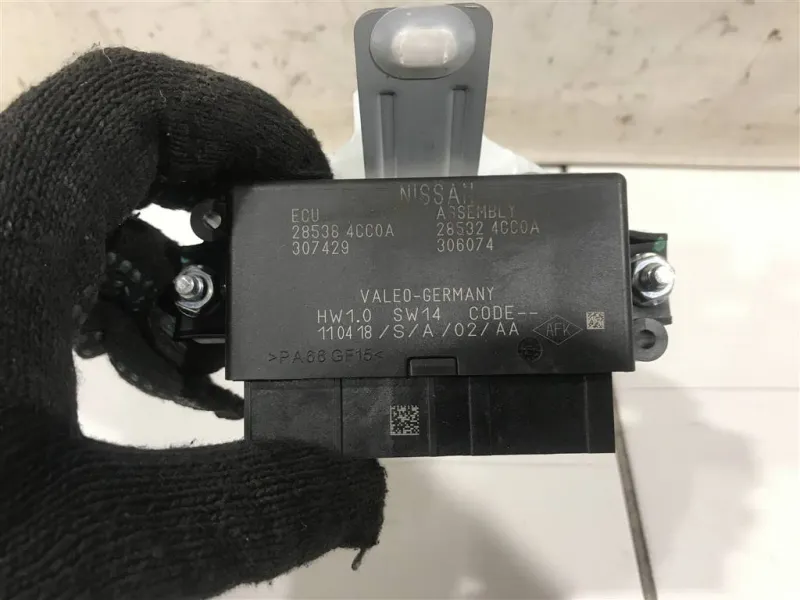 NISSAN
ECU ASSEMBLY
28538 4CC0A 28532 4CC0A
307429 306074
VALEO-GERMANY
HW1.0 SW14 CODE--
110418/S/A/02/AA AFK
>PA66 GF15<